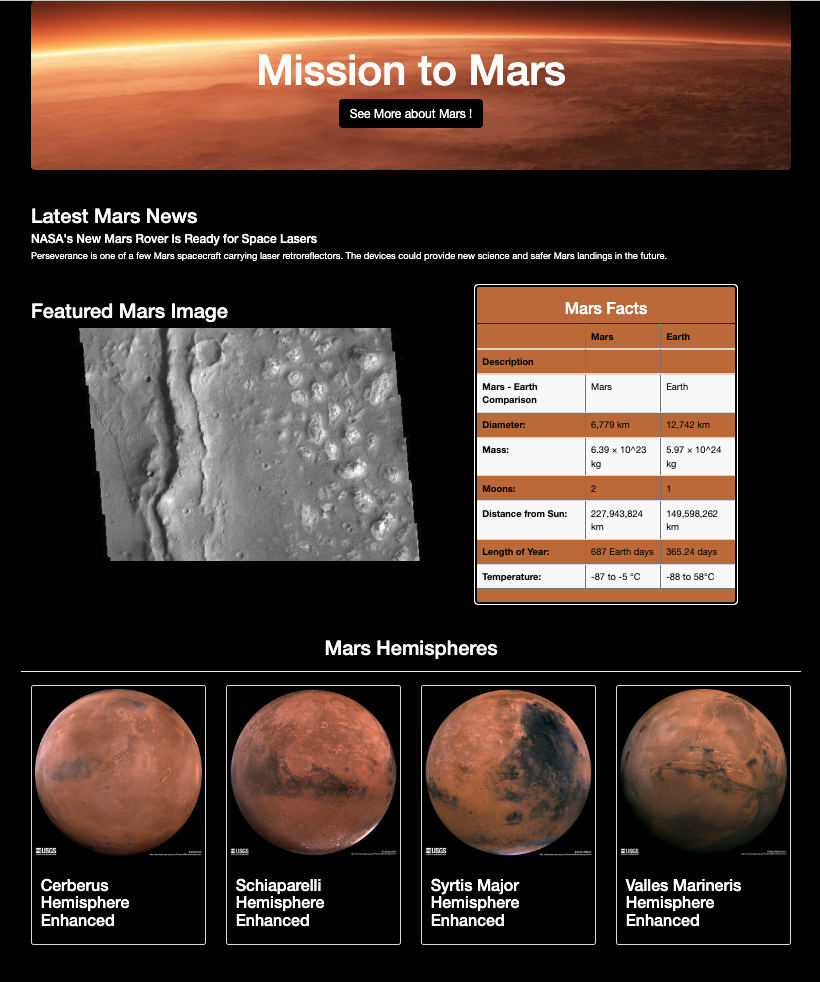 Mission to Mars
See More about Mars !
Latest Mars News
NASA's New Mars Rover Is Ready for Space Lasers
Perseverance is one of a few Mars spacecraft carrying laser retroreflectors. The devices could provide new science and safer Mars landings in the future.
Featured Mars Image
Mars Facts
Mars Earth
Description
Mars - Earth Comparison Mars Earth
Diameter: 6,779 km 12,742 km
Mass: 6.39 × 10^23 kg 5.97 × 10^24 kg
Moons: 2 1
Distance from Sun: 227,943,824 km 149,598,262 km
Length of Year: 687 Earth days 365.24 days
Temperature: -87 to -5 °C -88 to 58°C
Mars Hemispheres
USGS
USGS
USGS
USGS
Cerberus
Hemisphere
Enhanced
Schiaparelli
Hemisphere
Enhanced
Syrtis Major
Hemisphere
Enhanced
Valles Marineris
Hemisphere
Enhanced